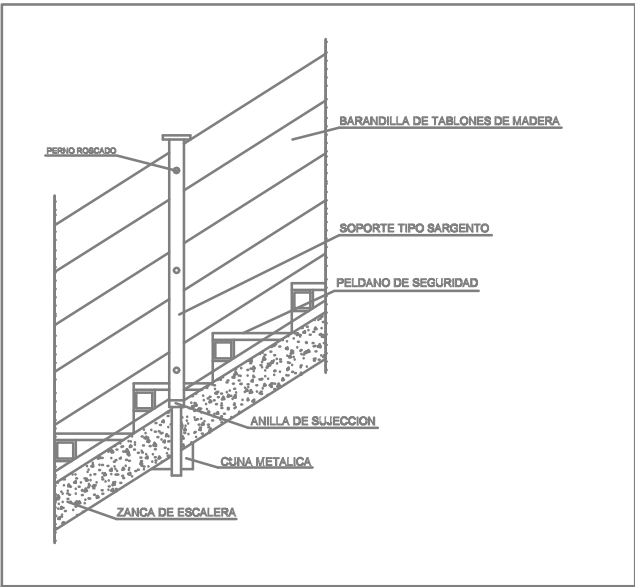 BARANDILLA DE TABLONES DE MADERA
PERNO ROSCADO
SOPORTE TIPO SARGENTO
PELDANO DE SEGURIDAD
ANILLA DE SUJECCION
CUNA METALICA
ZANCA DE ESCALERA